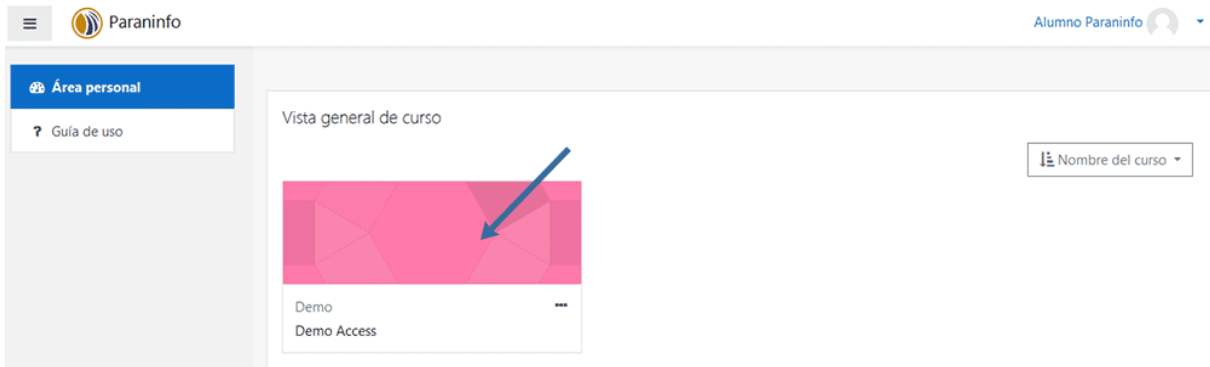 Paraninfo
Alumno Paraninfo
Área personal
? Guía de uso
Vista general de curso
Nombre del curso
Demo
Demo Access